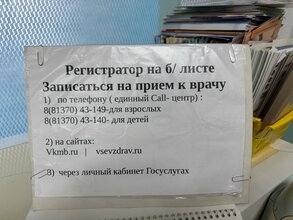 Регистратор на б/ листе
Записаться на прием к врачу
1) по телефону ( единый Call- центр) :
8(81370) 43-149-для взрослых
8(81370) 43-140- для детей
2) на сайтах:
Vkmb.ru | vsevzdrav.ru
8) через личный кабинет Госуслугах